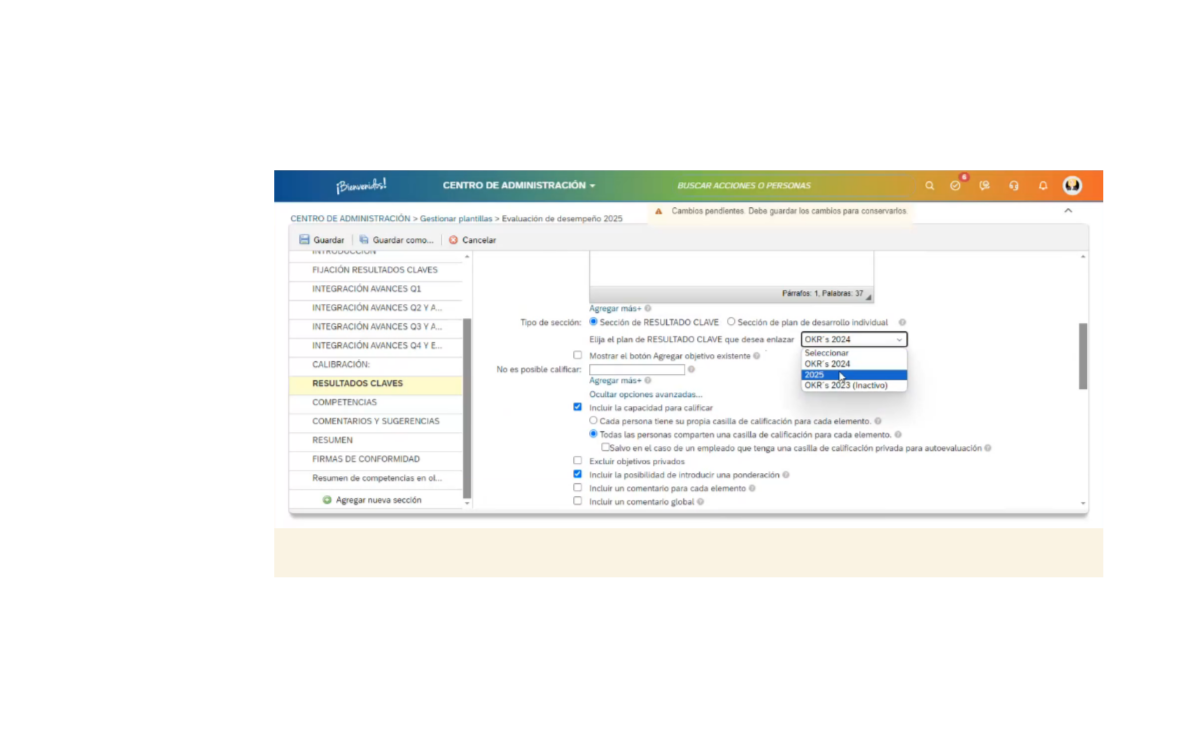 ¡Bienvenidos!
CENTRO DE ADMINISTRACIÓN
BUSCAR ACCIONES O PERSONAS
6
CENTRO DE ADMINISTRACIÓN > Gestionar plantillas > Evaluación de desempeño 2025
Cambios pendientes. Debe guardar los cambios para conservarlos.
Guardar
Guardar como...
Cancelar
INTRODUCCIÓN
FIJACIÓN RESULTADOS CLAVES
INTEGRACIÓN AVANCES Q1
INTEGRACIÓN AVANCES Q2 Y A...
INTEGRACIÓN AVANCES Q3 Y A...
INTEGRACIÓN AVANCES Q4 Y E...
CALIBRACIÓN:
RESULTADOS CLAVES
COMPETENCIAS
COMENTARIOS Y SUGERENCIAS
RESUMEN
FIRMAS DE CONFORMIDAD
Resumen de competencias en ol...
Agregar nueva sección
Párrafos: 1, Palabras: 37
Agregar más+
Tipo de sección: Sección de RESULTADO CLAVE Sección de plan de desarrollo individual
Elija el plan de RESULTADO CLAVE que desea enlazar OKR´s 2024
Seleccionar
OKR´s 2024
2025
OKR´s 2023 (Inactivo)
Mostrar el botón Agregar objetivo existente
No es posible calificar:
Agregar más+
Ocultar opciones avanzadas...
Incluir la capacidad para calificar
Cada persona tiene su propia casilla de calificación para cada elemento.
Todas las personas comparten una casilla de calificación para cada elemento.
Salvo en el caso de un empleado que tenga una casilla de calificación privada para autoevaluación
Excluir objetivos privados
Incluir la posibilidad de introducir una ponderación
Incluir un comentario para cada elemento
Incluir un comentario global